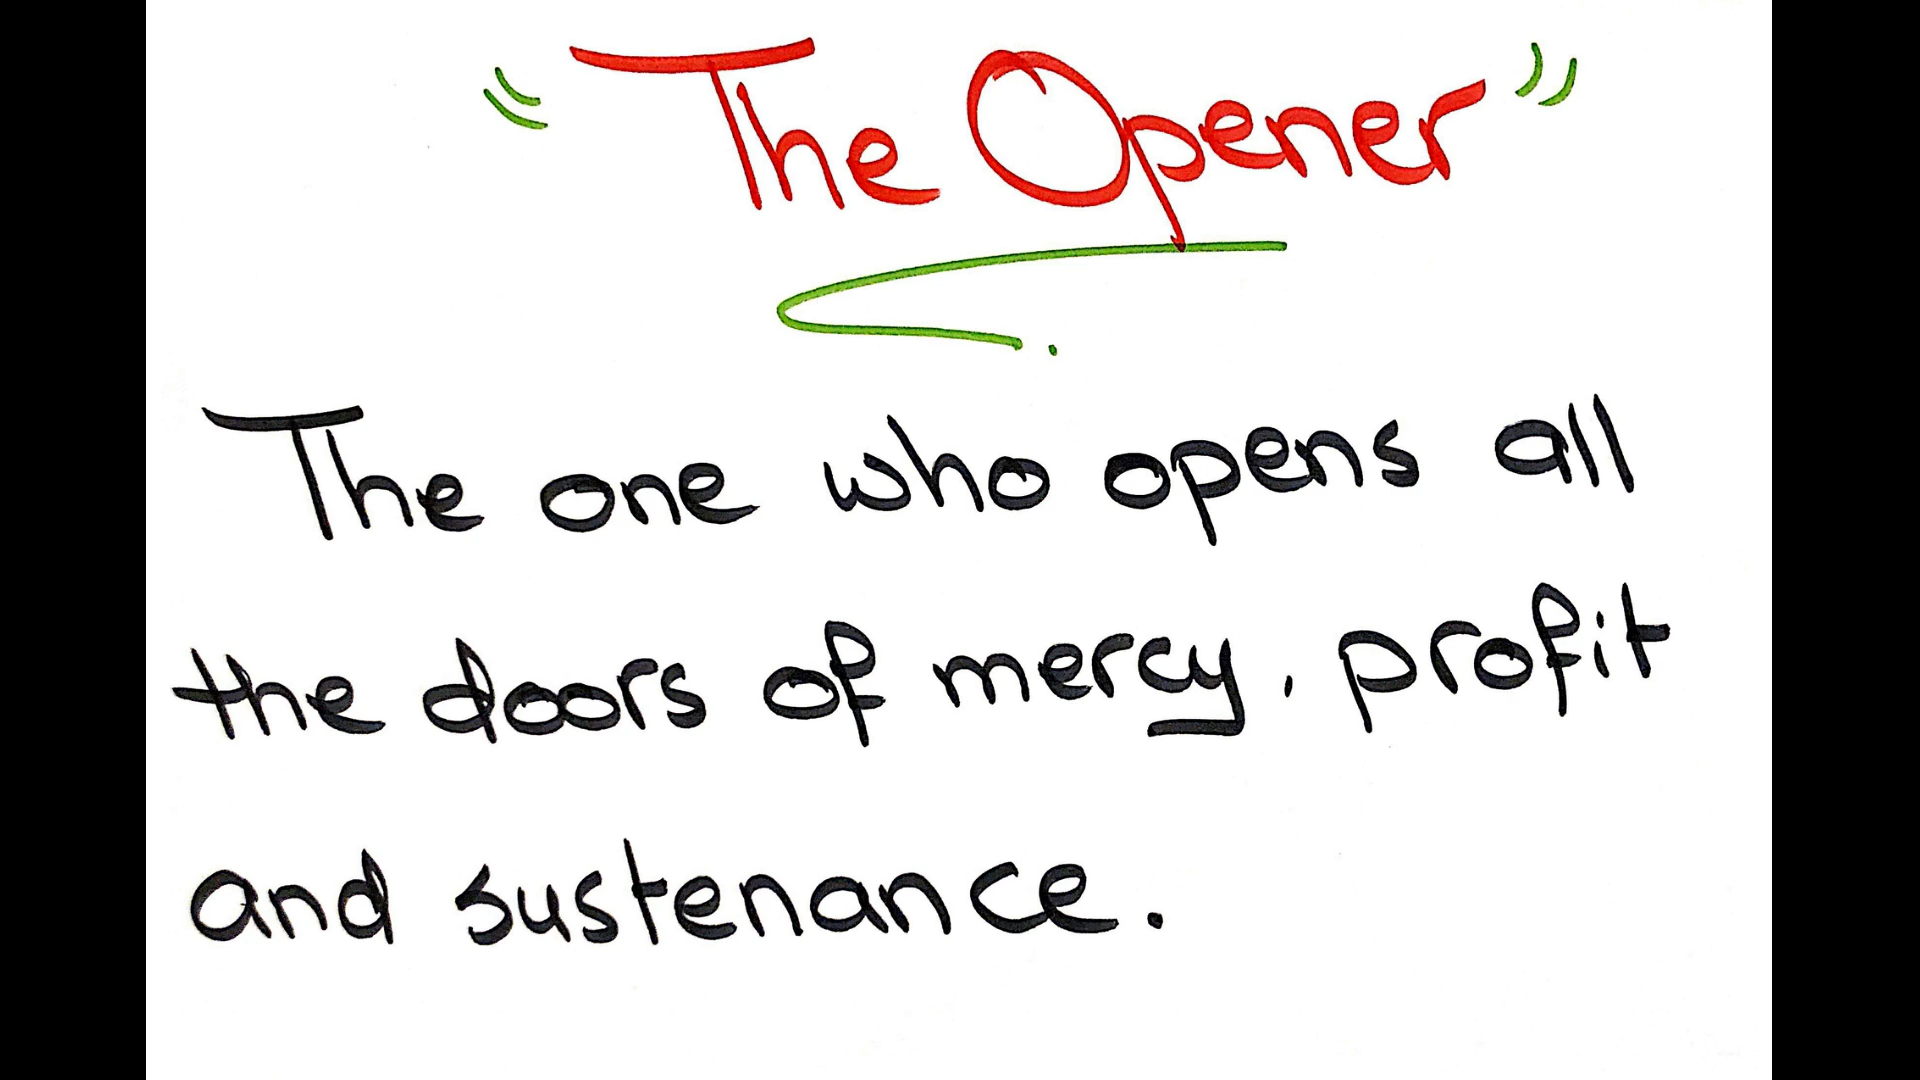 "The Opener"
The one who opens all
the doors of mercy, profit
and sustenance.